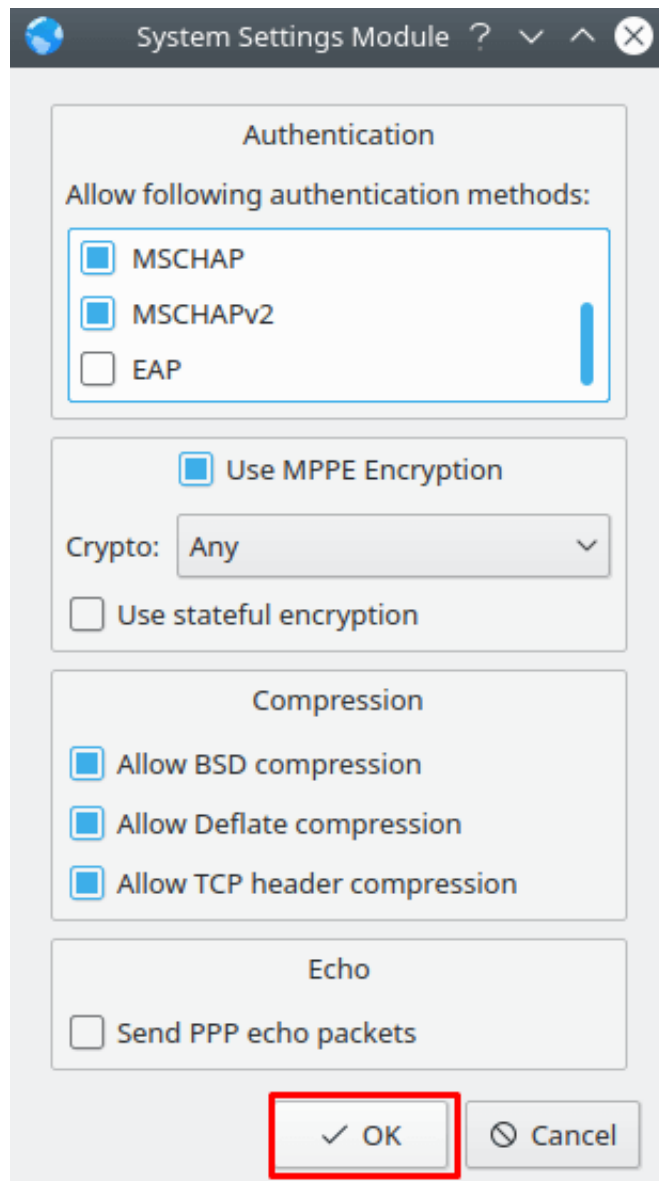 System Settings Module
Authentication
Allow following authentication methods:
MSCHAP
MSCHAPv2
EAP
Use MPPE Encryption
Crypto: Any
Use stateful encryption
Compression
Allow BSD compression
Allow Deflate compression
Allow TCP header compression
Echo
Send PPP echo packets
OK Cancel